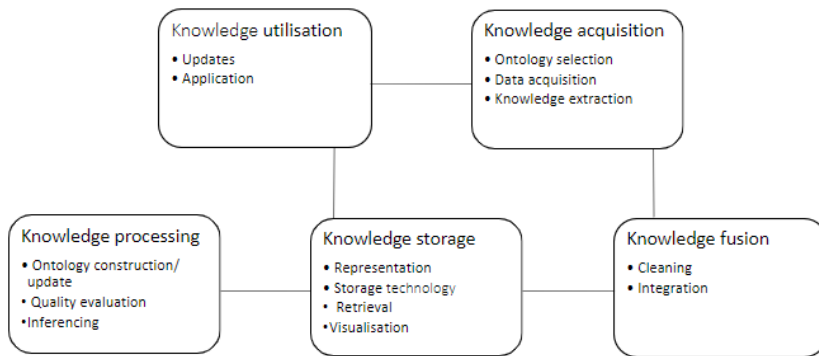 Knowledge utilisation
• Updates
• Application
Knowledge acquisition
• Ontology selection
• Data acquisition
• Knowledge extraction
Knowledge processing
• Ontology construction/
update
• Quality evaluation
•Inferencing
Knowledge storage
• Representation
• Storage technology
• Retrieval
•Visualisation
Knowledge fusion
• Cleaning
• Integration